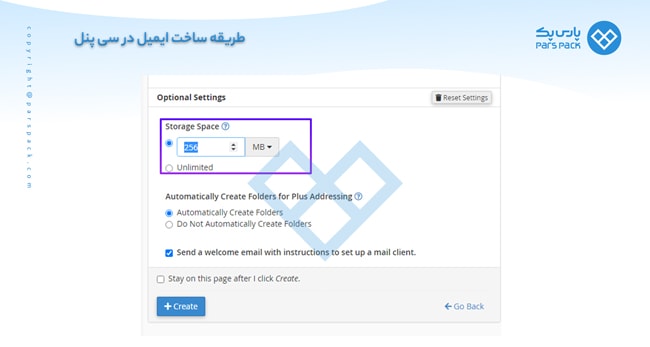 طریقه ساخت ایمیل در سی پنل
پارس پک
PARS PACK
copyright@parspack.com
Optional Settings
Reset Settings
Storage Space
256
MB
Unlimited
Automatically Create Folders for Plus Addressing
Automatically Create Folders
Do Not Automatically Create Folders
Send a welcome email with instructions to set up a mail client.
Stay on this page after I click Create.
+ Create
Go Back